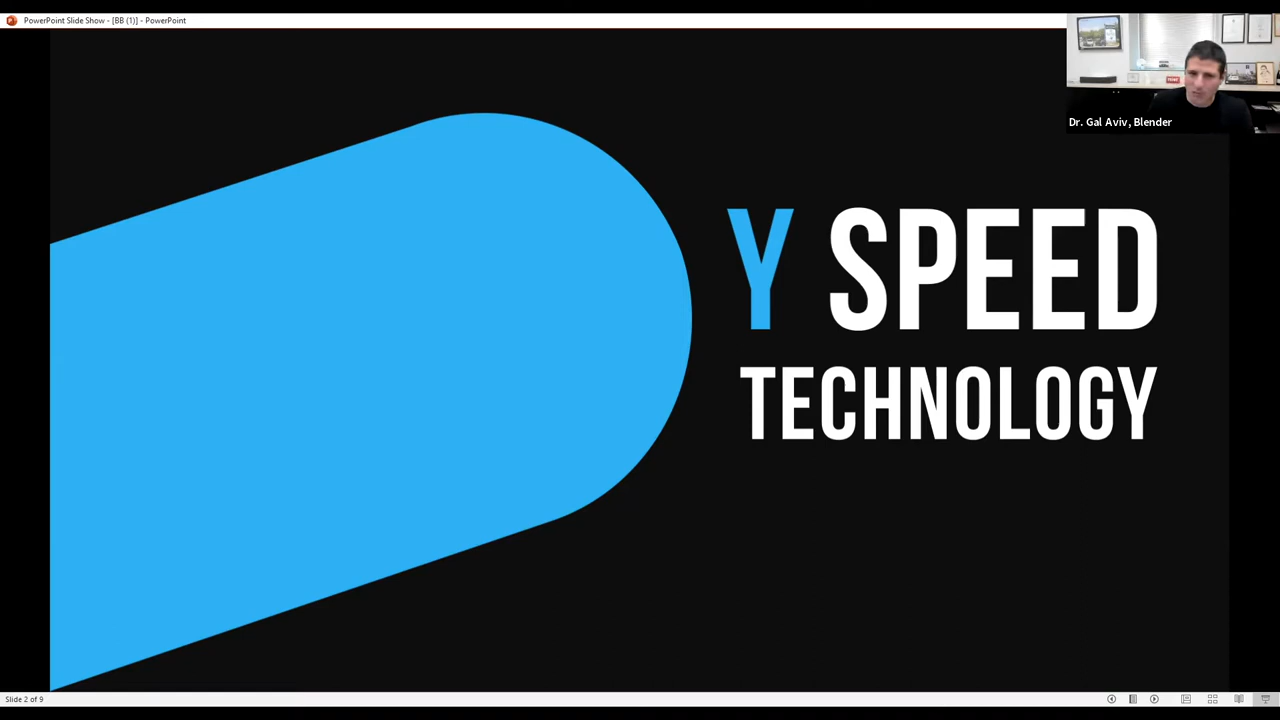 PowerPoint Slide Show - [BB (1)] - PowerPoint
Dr. Gal Aviv, Blender
Y SPEED
TECHNOLOGY
Slide 2 of 9